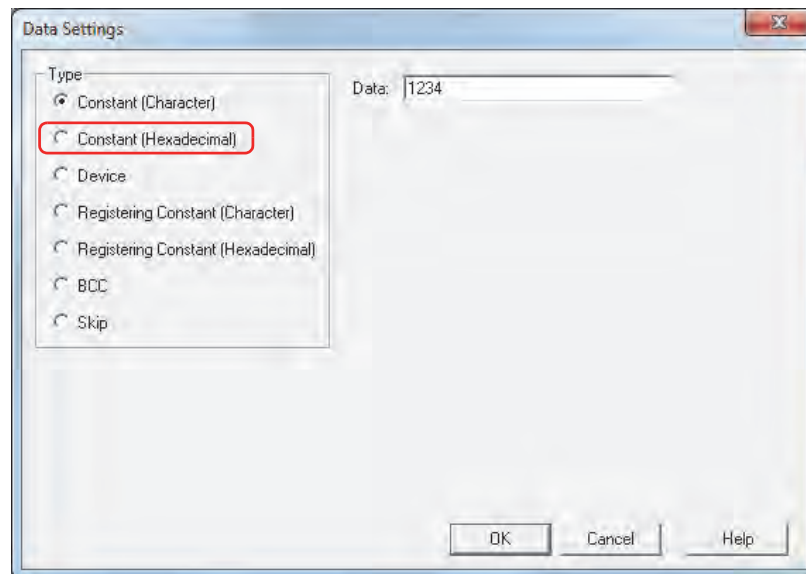 Data Settings
Type
Constant (Character)
Constant (Hexadecimal)
Device
Registering Constant (Character)
Registering Constant (Hexadecimal)
BCC
Skip
Data: 1234
OK Cancel Help